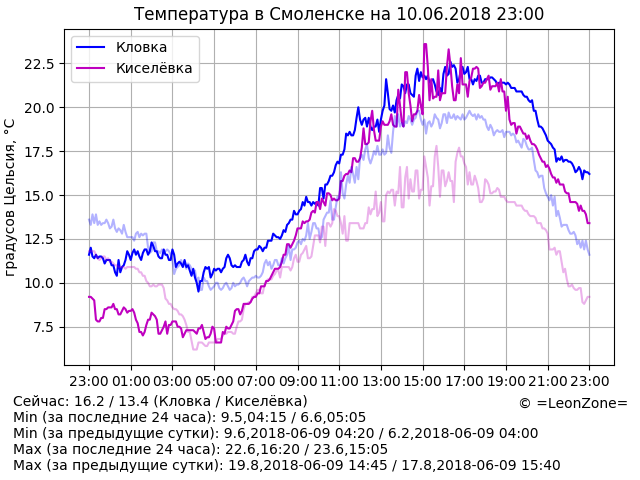 Температура в Смоленске на 10.06.2018 23:00
Кловка
Киселёвка
градусов Цельсия, °C
22.5
20.0
17.5
15.0
12.5
10.0
7.5
23:00 01:00 03:00 05:00 07:00 09:00 11:00 13:00 15:00 17:00 19:00 21:00 23:00
Сейчас: 16.2 / 13.4 (Кловка / Киселёвка)
© =LeonZone=
Min (за последние 24 часа): 9.5,04:15 / 6.6,05:05
Min (за предыдущие сутки): 9.6,2018-06-09 04:20 / 6.2,2018-06-09 04:00
Max (за последние 24 часа): 22.6,16:20 / 23.6,15:05
Max (за предыдущие сутки): 19.8,2018-06-09 14:45 / 17.8,2018-06-09 15:40